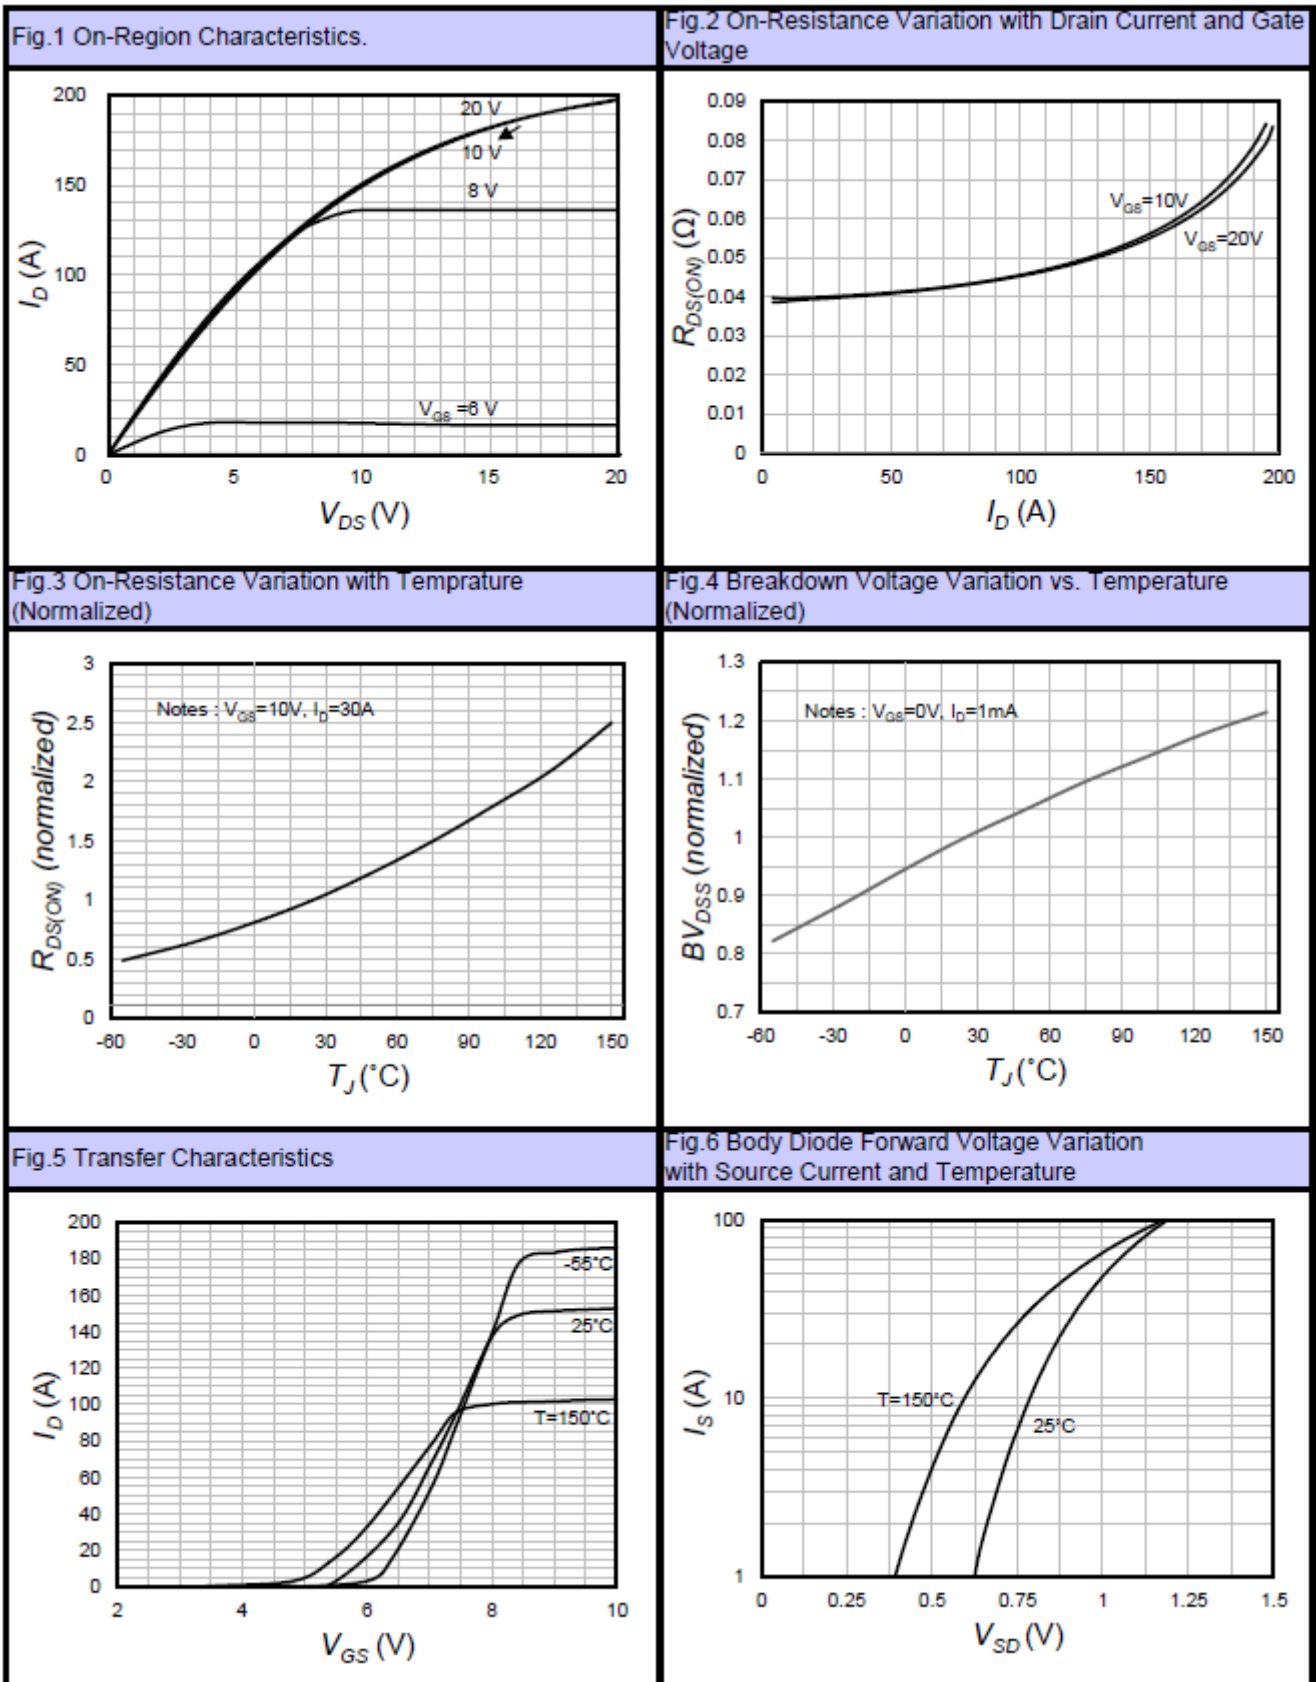 Fig.1 On-Region Characteristics.
Fig.2 On-Resistance Variation with Drain Current and Gate
Voltage
200
150
100
50
0
I_D (A)
20 V
10 V
8 V
V_GS =6 V
0 5 10 15 20
V_DS (V)
0.09
0.08
0.07
0.06
0.05
0.04
0.03
0.02
0.01
0
R_DS(ON) (Ω)
V_GS=10V
V_GS=20V
0 50 100 150 200
I_D (A)
Fig.3 On-Resistance Variation with Temprature
(Normalized)
Fig.4 Breakdown Voltage Variation vs. Temperature
(Normalized)
3
2.5
2
1.5
1
0.5
0
R_DS(ON) (normalized)
Notes : V_GS=10V, I_D=30A
-60 -30 0 30 60 90 120 150
T_J (°C)
1.3
1.2
1.1
1
0.9
0.8
0.7
BV_DSS (normalized)
Notes : V_GS=0V, I_D=1mA
-60 -30 0 30 60 90 120 150
T_J (°C)
Fig.5 Transfer Characteristics
Fig.6 Body Diode Forward Voltage Variation
with Source Current and Temperature
200
180
160
140
120
100
80
60
40
20
0
I_D (A)
-55°C
25°C
T=150°C
2 4 6 8 10
V_GS (V)
100
10
1
I_S (A)
T=150°C
25°C
0 0.25 0.5 0.75 1 1.25 1.5
V_SD (V)